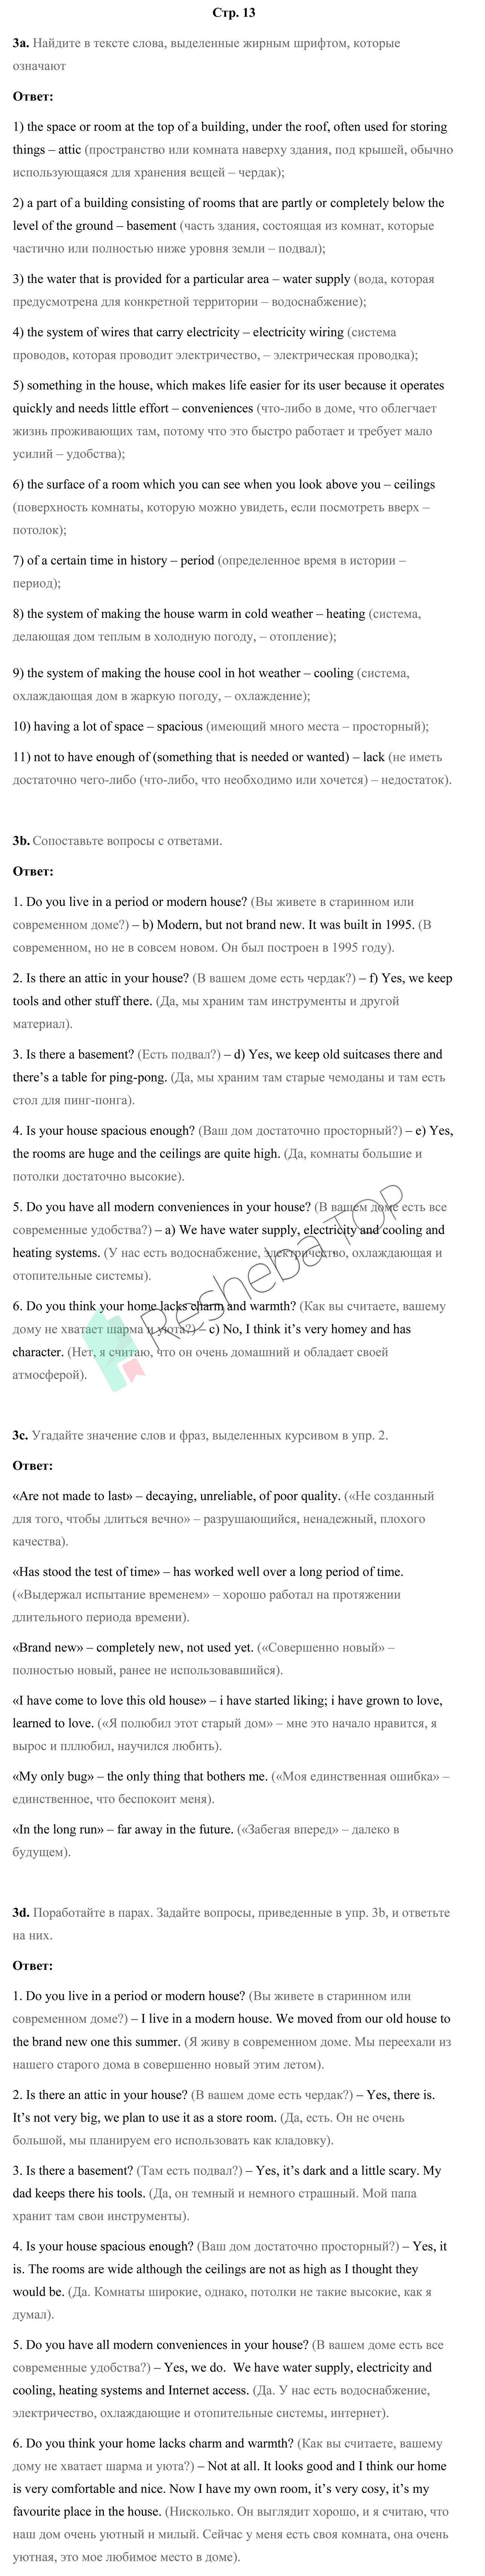 Стр. 13
3a. Найдите в тексте слова, выделенные жирным шрифтом, которые
означают
Ответ:
1) the space or room at the top of a building, under the roof, often used for storing
things – attic (пространство или комната наверху здания, под крышей, обычно
использующаяся для хранения вещей – чердак);
2) a part of a building consisting of rooms that are partly or completely below the
level of the ground – basement (часть здания, состоящая из комнат, которые
частично или полностью ниже уровня земли – подвал);
3) the water that is provided for a particular area – water supply (вода, которая
предусмотрена для конкретной территории – водоснабжение);
4) the system of wires that carry electricity – electricity wiring (система
проводов, которая проводит электричество, – электрическая проводка);
5) something in the house, which makes life easier for its user because it operates
quickly and needs little effort – conveniences (что-либо в доме, что облегчает
жизнь проживающих там, потому что это быстро работает и требует мало
усилий – удобства);
6) the surface of a room which you can see when you look above you – ceilings
(поверхность комнаты, которую можно увидеть, если посмотреть вверх –
потолок);
7) of a certain time in history – period (определенное время в истории –
период);
8) the system of making the house warm in cold weather – heating (система,
делающая дом теплым в холодную погоду, – отопление);
9) the system of making the house cool in hot weather – cooling (система,
охлаждающая дом в жаркую погоду, – охлаждение);
10) having a lot of space – spacious (имеющий много места – просторный);
11) not to have enough of (something that is needed or wanted) – lack (не иметь
достаточно чего-либо (что-либо, что необходимо или хочется) – недостаток).
3b. Сопоставьте вопросы с ответами.
Ответ:
1. Do you live in a period or modern house? (Вы живете в старинном или
современном доме?) – b) Modern, but not brand new. It was built in 1995. (В
современном, но не в совсем новом. Он был построен в 1995 году).
2. Is there an attic in your house? (В вашем доме есть чердак?) – f) Yes, we keep
tools and other stuff there. (Да, мы храним там инструменты и другой
материал).
3. Is there a basement? (Есть подвал?) – d) Yes, we keep old suitcases there and
there’s a table for ping-pong. (Да, мы храним там старые чемоданы и там есть
стол для пинг-понга).
4. Is your house spacious enough? (Ваш дом достаточно просторный?) – e) Yes,
the rooms are huge and the ceilings are quite high. (Да, комнаты большие и
потолки достаточно высокие).
5. Do you have all modern conveniences in your house? (В вашем доме есть все
современные удобства?) – a) We have water supply, electricity and cooling and
heating systems. (У нас есть водоснабжение, электричество, охлаждающая и
отопительные системы).
6. Do you think your home lacks charm and warmth? (Как вы считаете, вашему
дому не хватает шарма и уюта?) – c) No, I think it’s very homey and has
character. (Нет, я считаю, что он очень домашний и обладает своей
атмосферой).
Resheba TOP
3c. Угадайте значение слов и фраз, выделенных курсивом в упр. 2.
Ответ:
«Are not made to last» – decaying, unreliable, of poor quality. («Не созданный
для того, чтобы длиться вечно» – разрушающийся, ненадежный, плохого
качества).
«Has stood the test of time» – has worked well over a long period of time.
(«Выдержал испытание временем» – хорошо работал на протяжении
длительного периода времени).
«Brand new» – completely new, not used yet. («Совершенно новый» –
полностью новый, ранее не использовавшийся).
«I have come to love this old house» – i have started liking; i have grown to love,
learned to love. («Я полюбил этот старый дом» – мне это начало нравится, я
вырос и пллюбил, научился любить).
«My only bug» – the only thing that bothers me. («Моя единственная ошибка» –
единственное, что беспокоит меня).
«In the long run» – far away in the future. («Забегая вперед» – далеко в
будущем).
3d. Поработайте в парах. Задайте вопросы, приведенные в упр. 3b, и ответьте
на них.
Ответ:
1. Do you live in a period or modern house? (Вы живете в старинном или
современном доме?) – I live in a modern house. We moved from our old house to
the brand new one this summer. (Я живу в современном доме. Мы переехали из
нашего старого дома в совершенно новый этим летом).
2. Is there an attic in your house? (В вашем доме есть чердак?) – Yes, there is.
It’s not very big, we plan to use it as a store room. (Да, есть. Он не очень
большой, мы планируем его использовать как кладовку).
3. Is there a basement? (Там есть подвал?) – Yes, it’s dark and a little scary. My
dad keeps there his tools. (Да, он темный и немного страшный. Мой папа
хранит там свои инструменты).
4. Is your house spacious enough? (Ваш дом достаточно просторный?) – Yes, it
is. The rooms are wide although the ceilings are not as high as I thought they
would be. (Да. Комнаты широкие, однако, потолки не такие высокие, как я
думал).
5. Do you have all modern conveniences in your house? (В вашем доме есть все
современные удобства?) – Yes, we do. We have water supply, electricity and
cooling, heating systems and Internet access. (Да. У нас есть водоснабжение,
электричество, охлаждающие и отопительные системы, интернет).
6. Do you think your home lacks charm and warmth? (Как вы считаете, вашему
дому не хватает шарма и уюта?) – Not at all. It looks good and I think our home
is very comfortable and nice. Now I have my own room, it’s very cosy, it’s my
favourite place in the house. (Нисколько. Он выглядит хорошо, и я считаю, что
наш дом очень уютный и милый. Сейчас у меня есть своя комната, она очень
уютная, это мое любимое место в доме).